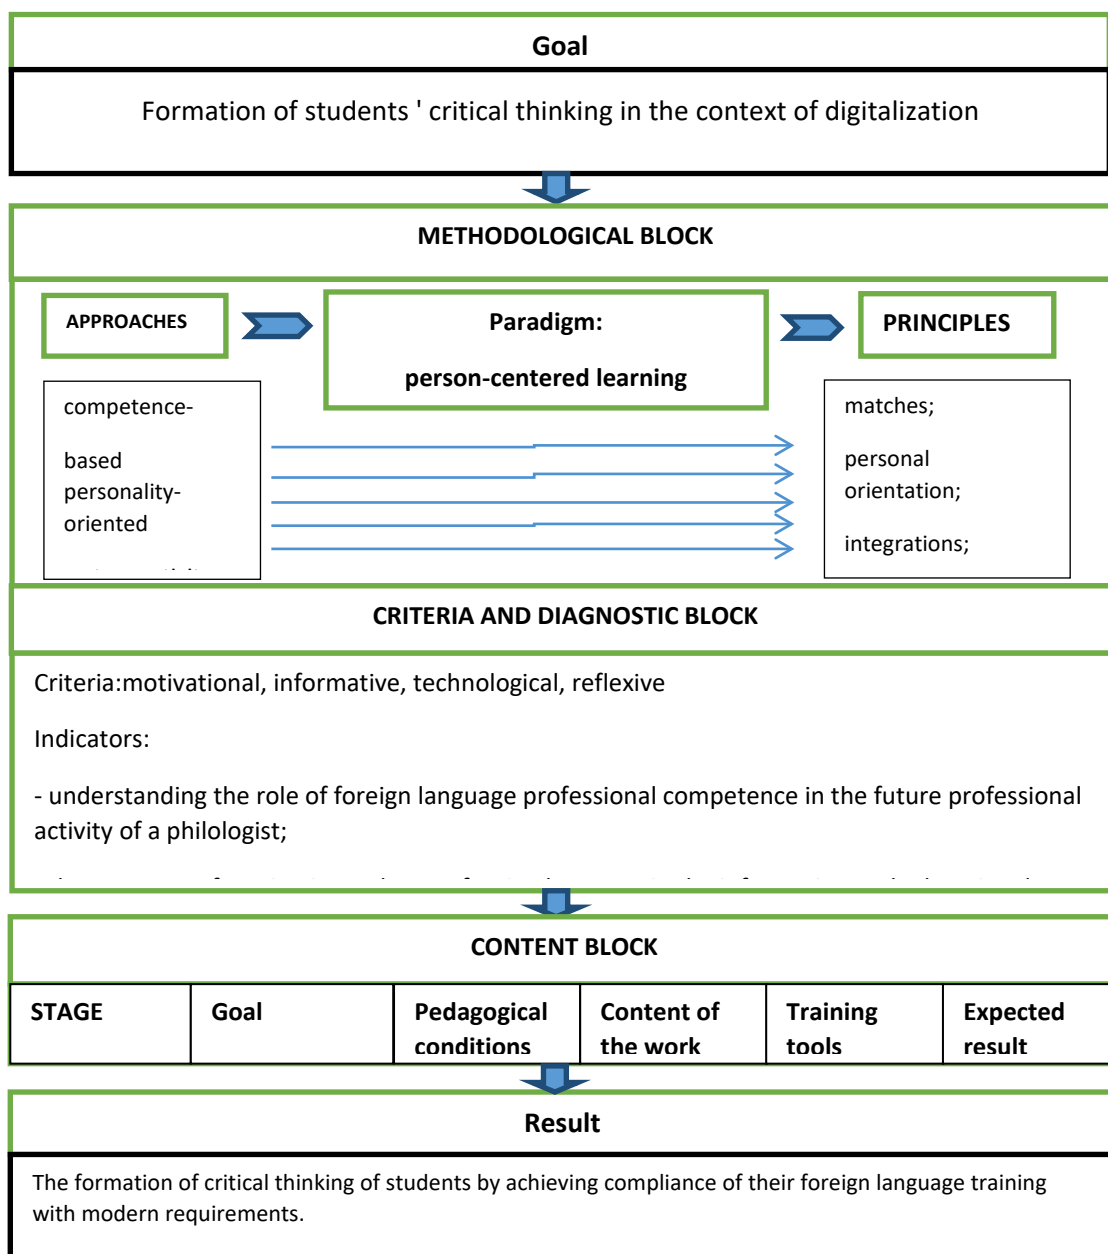 Goal
Formation of students ' critical thinking in the context of digitalization
METHODOLOGICAL BLOCK
APPROACHES
Paradigm:
person-centered learning
PRINCIPLES
competence-
based
personality-
oriented
matches;
personal
orientation;
integrations;
CRITERIA AND DIAGNOSTIC BLOCK
Criteria:motivational, informative, technological, reflexive
Indicators:
- understanding the role of foreign language professional competence in the future professional
activity of a philologist;
CONTENT BLOCK
STAGE
Goal
Pedagogical
conditions
Content of
the work
Training
tools
Expected
result
Result
The formation of critical thinking of students by achieving compliance of their foreign language training
with modern requirements.